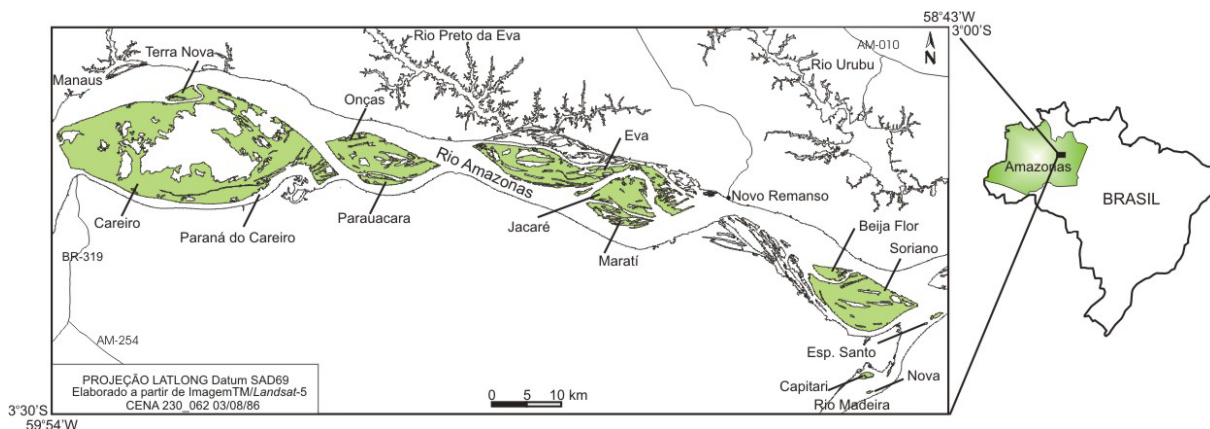 58°43'W
3°00'S
Rio Preto da Eva
Terra Nova
AM-010
N
Manaus
Rio Urubu
Onças
Eva
Rio Amazonas
Amazonas
Novo Remanso
BRASIL
Careiro
Parauacara
Jacaré
Paraná do Careiro
Beija Flor
Soriano
Maratí
BR-319
AM-254
Esp. Santo
PROJEÇÃO LATLONG Datum SAD69
Elaborado a partir de ImagemTM/Landsat-5
CENA 230_062 03/08/86
0 5 10 km
Capitari
Nova
Rio Madeira
3°30'S
59°54'W